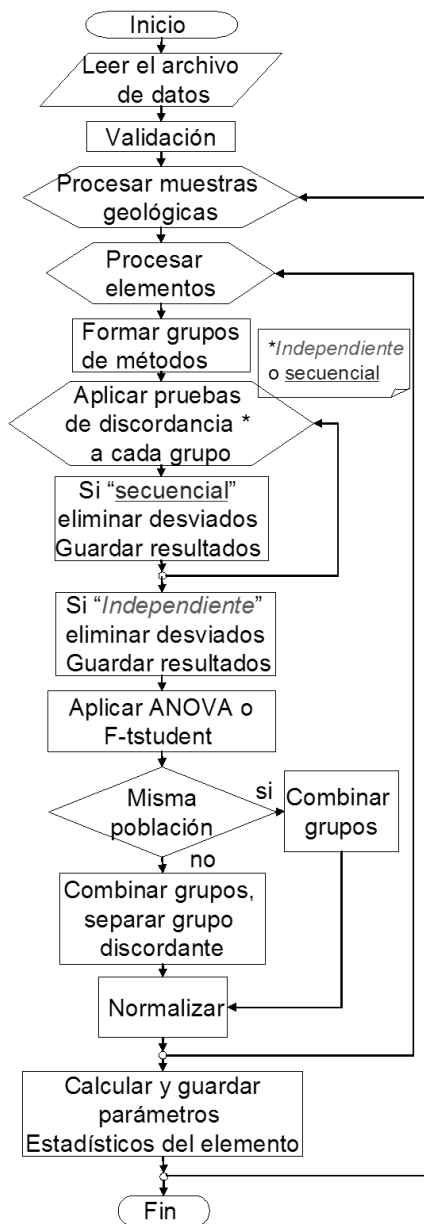 Inicio
Leer el archivo
de datos
Validación
Procesar muestras
geológicas
Procesar
elementos
Formar grupos
de métodos
*Independiente
o secuencial
Aplicar pruebas
de discordancia *
a cada grupo
Si “secuencial”
eliminar desviados
Guardar resultados
Si “Independiente”
eliminar desviados
Guardar resultados
Aplicar ANOVA o
F-tstudent
Misma
población
si
Combinar
grupos
no
Combinar grupos,
separar grupo
discordante
Normalizar
Calcular y guardar
parámetros
Estadísticos del elemento
Fin